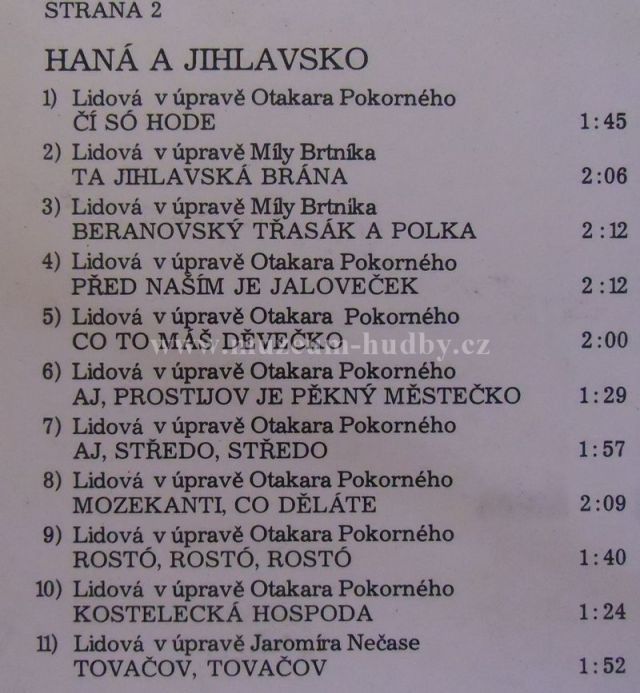 STRANA 2
HANÁ A JIHLAVSKO
1) Lidová v úpravě Otakara Pokorného
ČÍ SÓ HODE 1:45
2) Lidová v úpravě Míly Brtníka
TA JIHLAVSKÁ BRÁNA 2:06
3) Lidová v úpravě Míly Brtníka
BERANOVSKÝ TŘASÁK A POLKA 2:12
4) Lidová v úpravě Otakara Pokorného
PŘED NAŠÍM JE JALOVEČEK 2:12
5) Lidová v úpravě Otakara Pokorného
CO TO MÁŠ DĚVEČKO 2:00
www.muzeum-hudby.cz
6) Lidová v úpravě Otakara Pokorného
AJ, PROSTIJOV JE PĚKNÝ MĚSTEČKO 1:29
7) Lidová v úpravě Otakara Pokorného
AJ, STŘEDO, STŘEDO 1:57
8) Lidová v úpravě Otakara Pokorného
MOZEKANTI, CO DĚLÁTE 2:09
9) Lidová v úpravě Otakara Pokorného
ROSTÓ, ROSTÓ, ROSTÓ 1:40
10) Lidová v úpravě Otakara Pokorného
KOSTELECKÁ HOSPODA 1:24
11) Lidová v úpravě Jaromíra Nečase
TOVAČOV, TOVAČOV 1:52